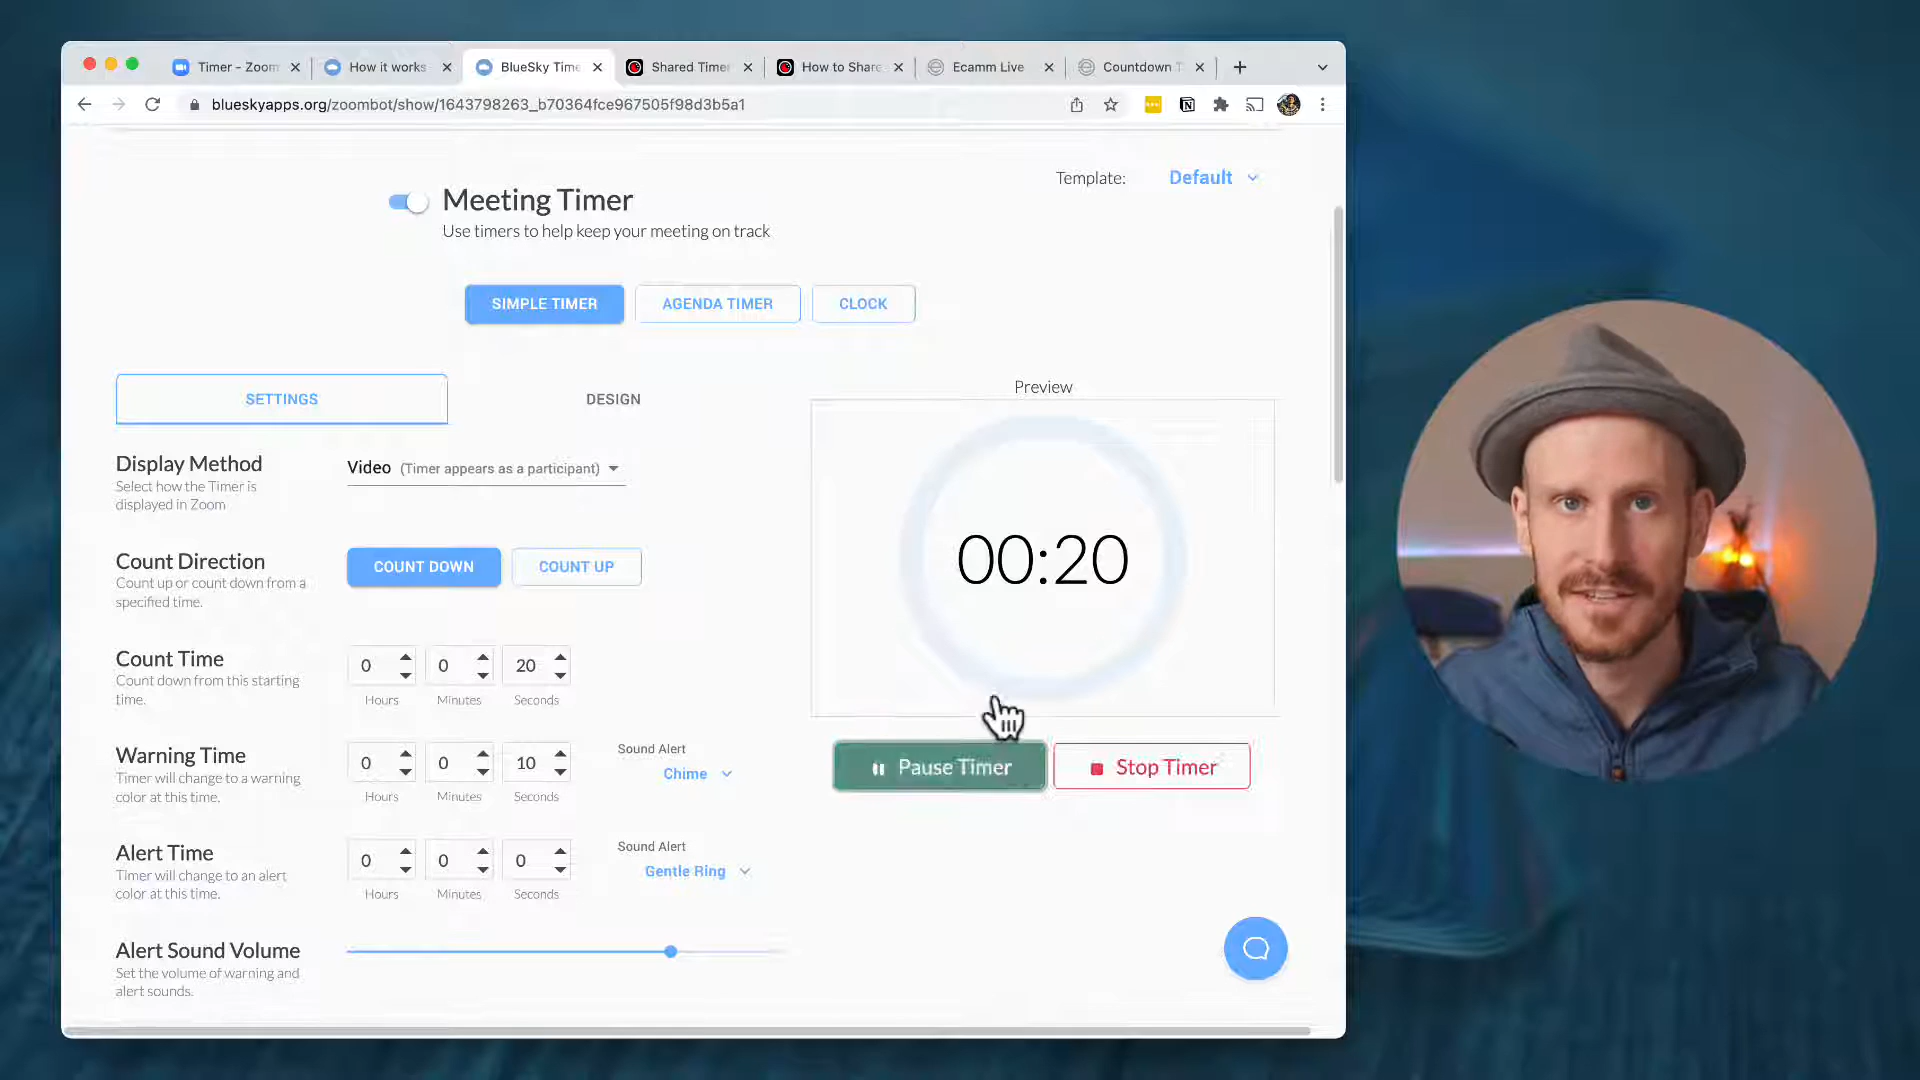 Timer - Zoom
How it works
BlueSky Time
Shared Timer
How to Share
Ecamm Live
Countdown T
blueskyapps.org/zoombot/show/1643798263_b70364fce967505f98d3b5a1
Template: Default
Meeting Timer
Use timers to help keep your meeting on track
SIMPLE TIMER
AGENDA TIMER
CLOCK
SETTINGS
DESIGN
Preview
Display Method
Select how the Timer is
displayed in Zoom
Video (Timer appears as a participant)
00:20
Count Direction
Count up or count down from a
specified time.
COUNT DOWN
COUNT UP
Count Time
Count down from this starting
time.
0 0 20
Hours Minutes Seconds
Pause Timer
Stop Timer
Warning Time
Timer will change to a warning
color at this time.
0 0 10
Hours Minutes Seconds
Sound Alert
Chime
Alert Time
Timer will change to an alert
color at this time.
0 0 0
Hours Minutes Seconds
Sound Alert
Gentle Ring
Alert Sound Volume
Set the volume of warning and
alert sounds.